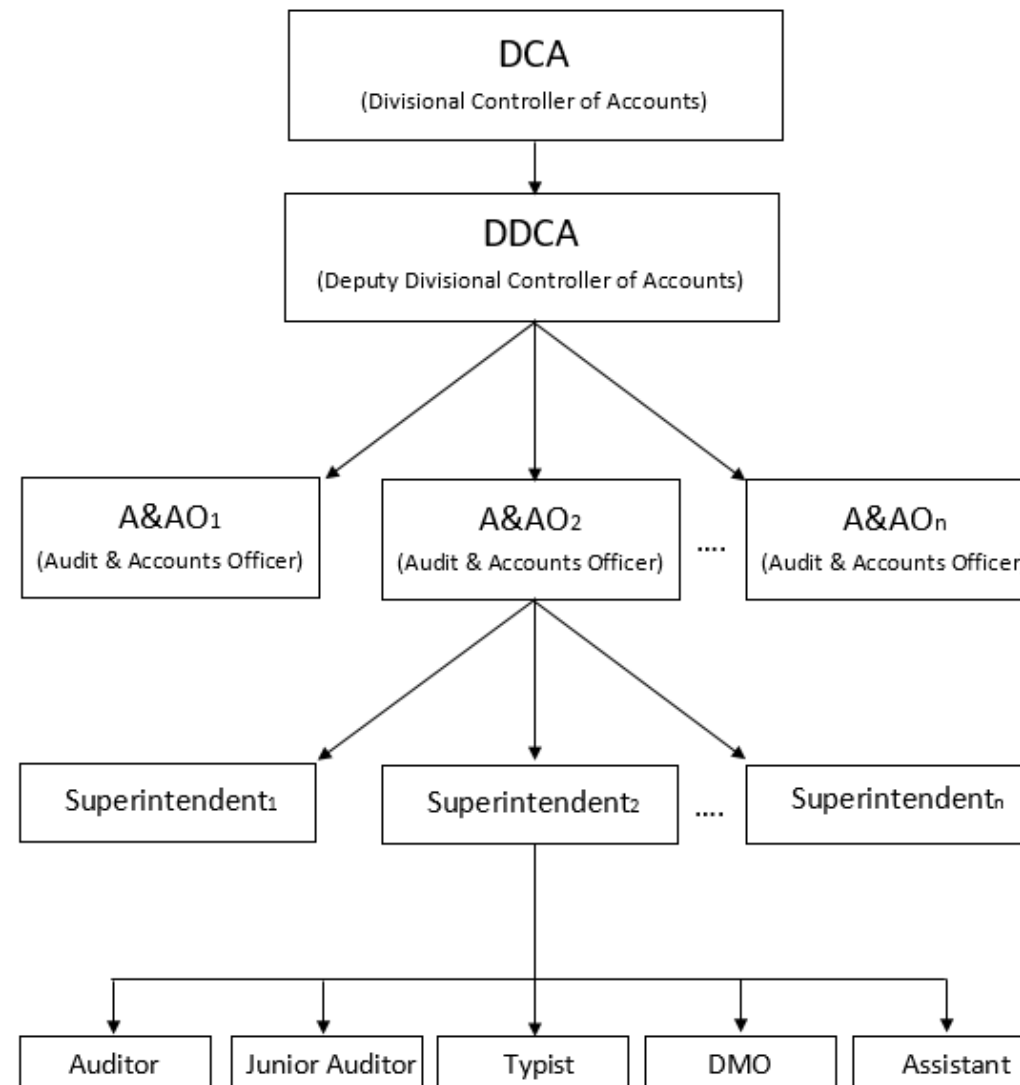 DCA
(Divisional Controller of Accounts)
DDCA
(Deputy Divisional Controller of Accounts)
A&AO1
(Audit & Accounts Officer)
A&AO2
(Audit & Accounts Officer)
....
A&AOn
(Audit & Accounts Officer
Superintendent1
Superintendent2
....
Superintendentn
Auditor
Junior Auditor
Typist
DMO
Assistant